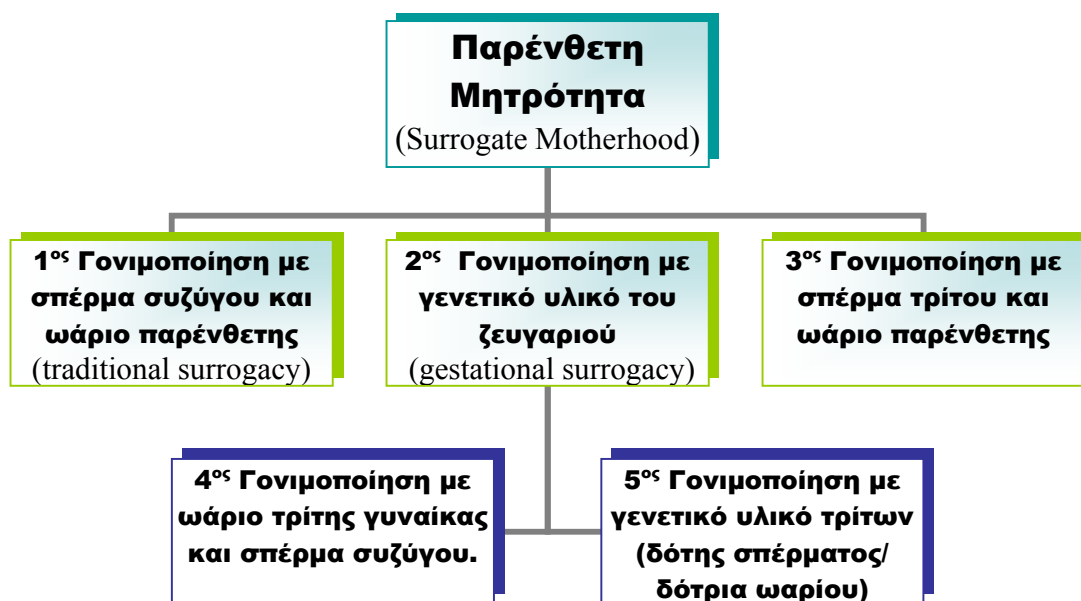 Παρένθετη
Μητρότητα
(Surrogate Motherhood)
1ος Γονιμοποίηση με
σπέρμα συζύγου και
ωάριο παρένθετης
(traditional surrogacy)
2ος Γονιμοποίηση με
γενετικό υλικό του
ζευγαριού
(gestational surrogacy)
3ος Γονιμοποίηση με
σπέρμα τρίτου και
ωάριο παρένθετης
4ος Γονιμοποίηση με
ωάριο τρίτης γυναίκας
και σπέρμα συζύγου.
5ος Γονιμοποίηση με
γενετικό υλικό τρίτων
(δότης σπέρματος/
δότρια ωαρίου)